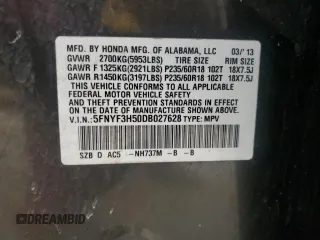 MFD. BY HONDA MFG. OF ALABAMA, LLC 03/ 13
GVWR 2700KG(5953LBS) TIRE SIZE RIM SIZE
GAWR F 1325KG(2921LBS) P235/60R18 102T 18X7.5J
GAWR R1450KG(3197LBS) P235/60R18 102T 18X7.5J
THIS VEHICLE CONFORMS TO ALL APPLICABLE
FEDERAL MOTOR VEHICLE SAFETY AND THEFT
PREVENTION STANDARDS IN EFFECT ON THE DATE
OF MANUFACTURE SHOWN ABOVE.
V.I.N.: 5FNYF3H50DB027628 TYPE: MPV
SZB D AC5 NH737M -B -B
© DREAMBID